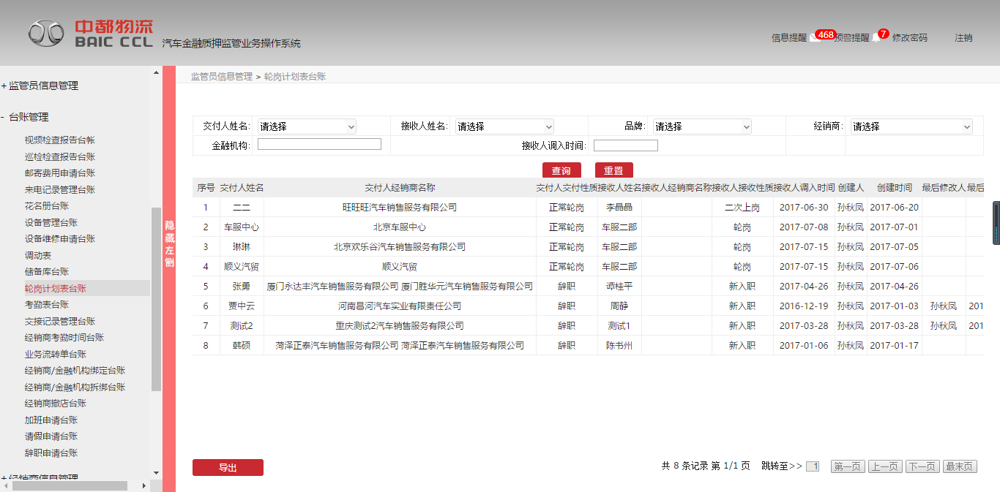 中都物流
BAIC CCL
汽车金融质押监管业务操作系统
信息提醒 468 预警提醒 7 修改密码 注销
+ 监管员信息管理
- 台账管理
视频检查报告台帐
巡检检查报告台账
邮寄费用申请台账
来电记录管理台账
花名册台账
设备管理台账
设备维修申请台账
调动表
储备库台账
轮岗计划表台账
考勤表台账
交接记录管理台账
经销商考勤时间台账
业务流转单台账
经销商/金融机构绑定台账
经销商/金融机构拆绑台账
经销商撤店台账
加班申请台账
请假申请台账
辞职申请台账
+ 经销商信息管理
隐藏左侧
监管员信息管理 > 轮岗计划表台账
交付人姓名: 请选择 接收人姓名: 请选择 品牌: 请选择 经销商: 请选择
金融机构: 接收人调入时间:
查询 重置
序号 交付人姓名 交付人经销商名称 交付人交付性质 接收人姓名 接收人经销商名称 接收人接收性质 接收人调入时间 创建人 创建时间 最后修改人 最后
1 二二 旺旺旺汽车销售服务有限公司 正常轮岗 李晶晶 二次上岗 2017-06-30 孙秋凤 2017-06-20
2 车服中心 北京车服中心 正常轮岗 车服二部 轮岗 2017-07-08 孙秋凤 2017-07-01
3 琳琳 北京欢乐谷汽车销售服务有限公司 正常轮岗 车服二部 轮岗 2017-07-15 孙秋凤 2017-07-05
4 顺义汽贸 顺义汽贸 正常轮岗 车服二部 轮岗 2017-07-15 孙秋凤 2017-07-06
5 张勇 厦门永达丰汽车销售服务有限公司 厦门胜华元汽车销售服务有限公司 辞职 谭桂平 新入职 2017-04-26 孙秋凤 2017-04-26
6 贾中云 河南昌河汽车实业有限责任公司 辞职 周静 新入职 2016-12-19 孙秋凤 2017-01-03 孙秋凤 201
7 测试2 重庆测试2汽车销售服务有限公司 辞职 测试1 新入职 2017-03-28 孙秋凤 2017-03-28 孙秋凤 201
8 韩硕 菏泽正泰汽车销售服务有限公司 菏泽正泰汽车销售服务有限公司 辞职 陈书州 新入职 2017-01-06 孙秋凤 2017-01-17
导出
共 8 条记录 第 1/1 页 跳转至>> 1 第一页 上一页 下一页 最末页